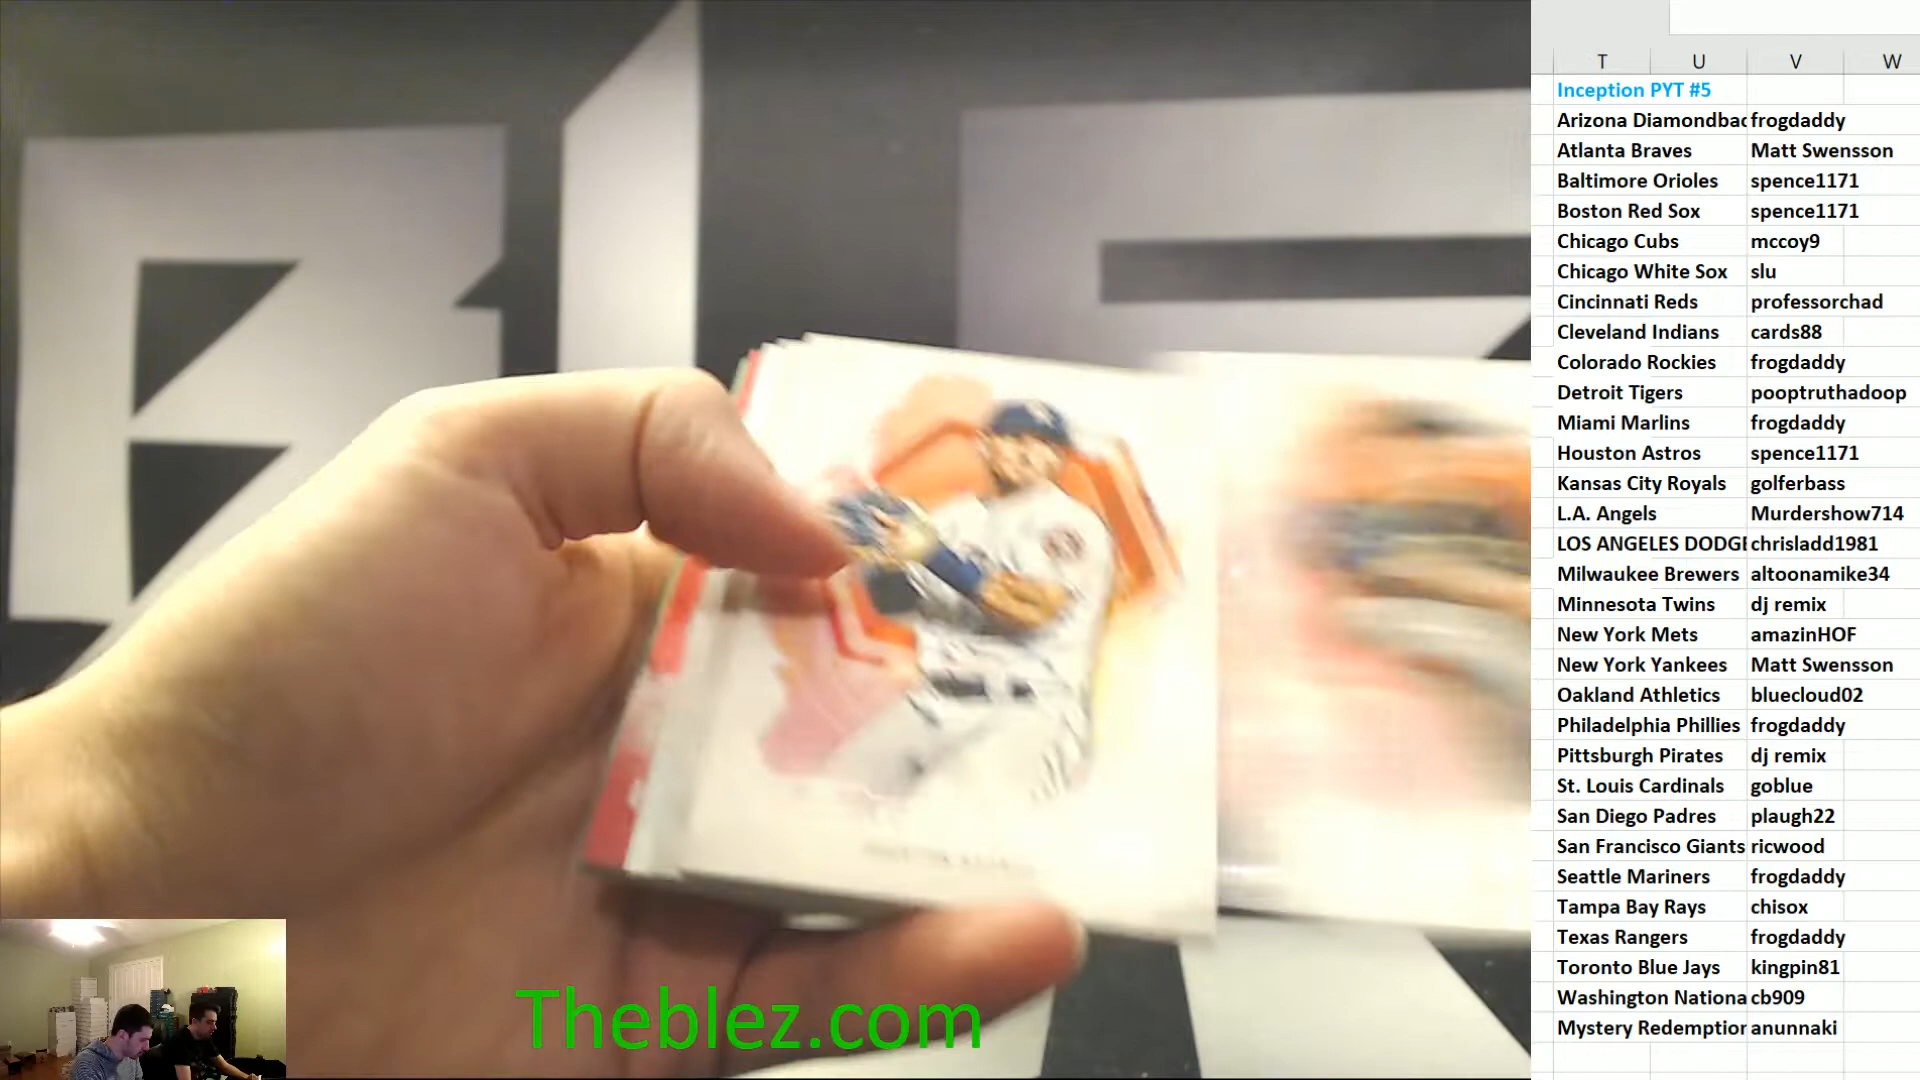 T U V W
Inception PYT #5
Arizona Diamondbac frogdaddy
Atlanta Braves Matt Swensson
Baltimore Orioles spence1171
Boston Red Sox spence1171
Chicago Cubs mccoy9
Chicago White Sox slu
Cincinnati Reds professorchad
Cleveland Indians cards88
Colorado Rockies frogdaddy
Detroit Tigers pooptruthadoop
Miami Marlins frogdaddy
Houston Astros spence1171
Kansas City Royals golferbass
L.A. Angels Murdershow714
LOS ANGELES DODGE chrisladd1981
Milwaukee Brewers altoonamike34
Minnesota Twins dj remix
New York Mets amazinHOF
New York Yankees Matt Swensson
Oakland Athletics bluecloud02
Philadelphia Phillies frogdaddy
Pittsburgh Pirates dj remix
St. Louis Cardinals goblue
San Diego Padres plaugh22
San Francisco Giants ricwood
Seattle Mariners frogdaddy
Tampa Bay Rays chisox
Texas Rangers frogdaddy
Toronto Blue Jays kingpin81
Washington Nationa cb909
Mystery Redemption anunnaki
Theblez.com